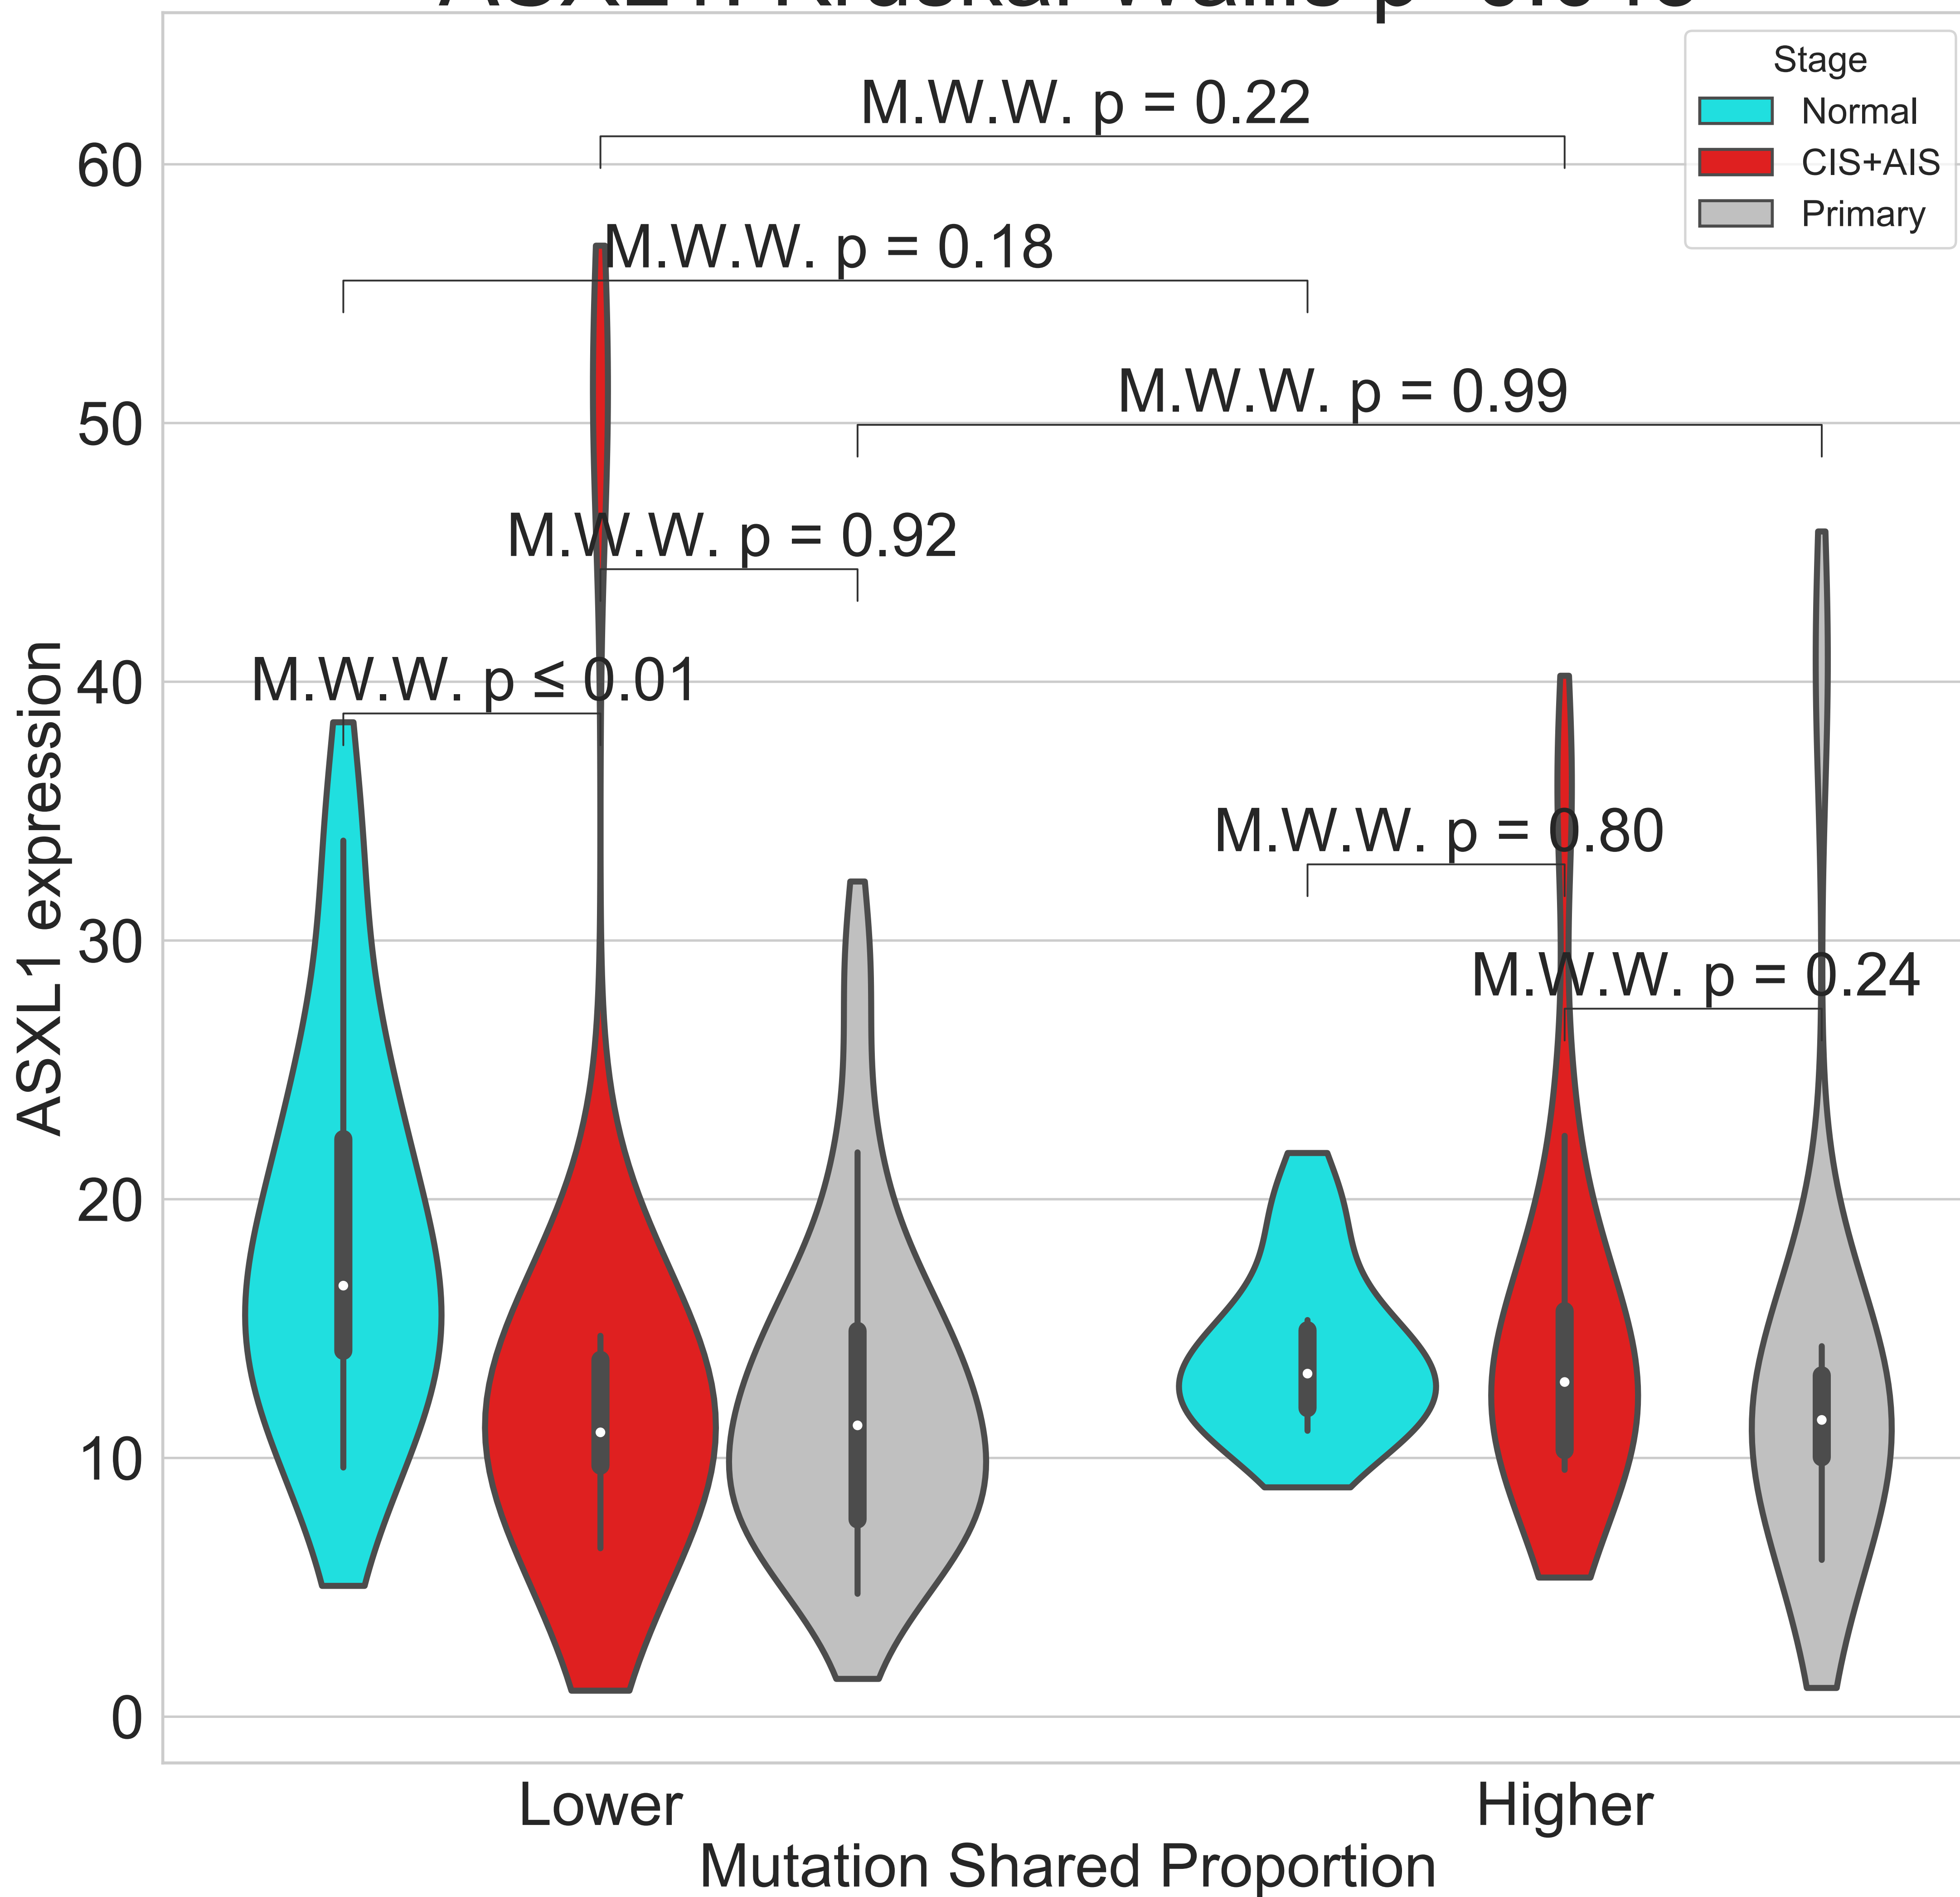 Stage
Normal
CIS+AIS
Primary
M.W.W. p = 0.22
M.W.W. p = 0.18
M.W.W. p = 0.99
M.W.W. p = 0.92
M.W.W. p ≤ 0.01
M.W.W. p = 0.80
M.W.W. p = 0.24
60
50
40
30
20
10
0
ASXL1 expression
Lower
Higher
Mutation Shared Proportion